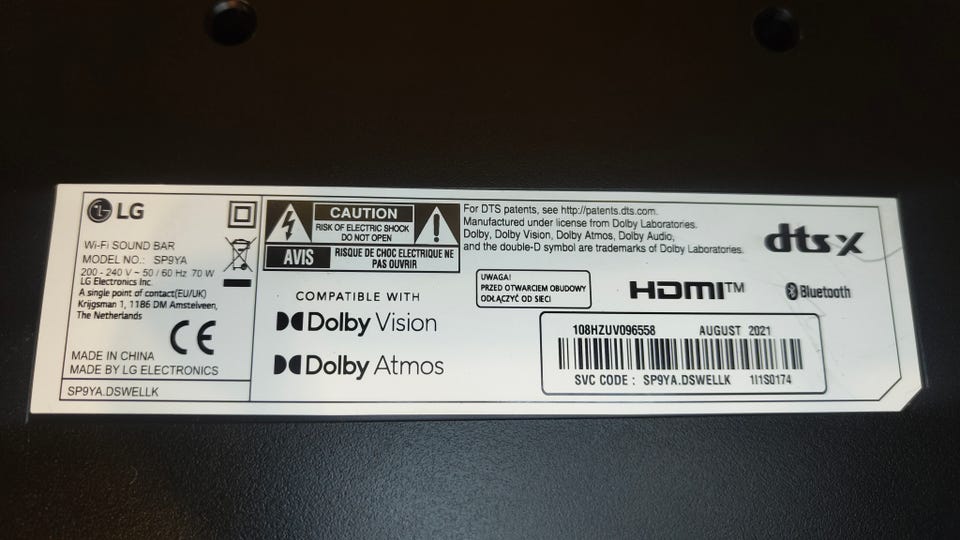 LG
Wi-Fi SOUND BAR
MODEL NO.: SP9YA
200 - 240 V ~ 50 / 60 Hz 70 W
LG Electronics Inc.
A single point of contact(EU/UK)
Krijgsman 1, 1186 DM Amstelveen,
The Netherlands
CE
MADE IN CHINA
MADE BY LG ELECTRONICS
SP9YA.DSWELLK
CAUTION
RISK OF ELECTRIC SHOCK
DO NOT OPEN
AVIS
RISQUE DE CHOC ELECTRIQUE NE
PAS OUVRIR
COMPATIBLE WITH
Dolby Vision
Dolby Atmos
For DTS patents, see http://patents.dts.com.
Manufactured under license from Dolby Laboratories.
Dolby, Dolby Vision, Dolby Atmos, Dolby Audio,
and the double-D symbol are trademarks of Dolby Laboratories.
dts x
UWAGA!
PRZED OTWARCIEM OBUDOWY
ODŁĄCZYĆ OD SIECI
HDMI™
Bluetooth
108HZUV096558 AUGUST 2021
SVC CODE : SP9YA.DSWELLK 1I1S0174